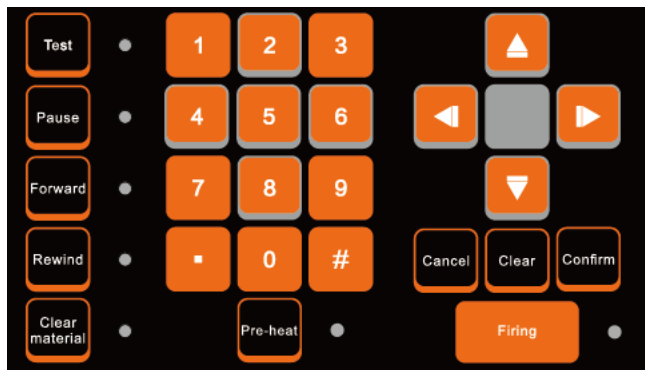 Test 1 2 3
Pause 4 5 6
Forward 7 8 9
Rewind . 0 # Cancel Clear Confirm
Clear
material Pre-heat Firing